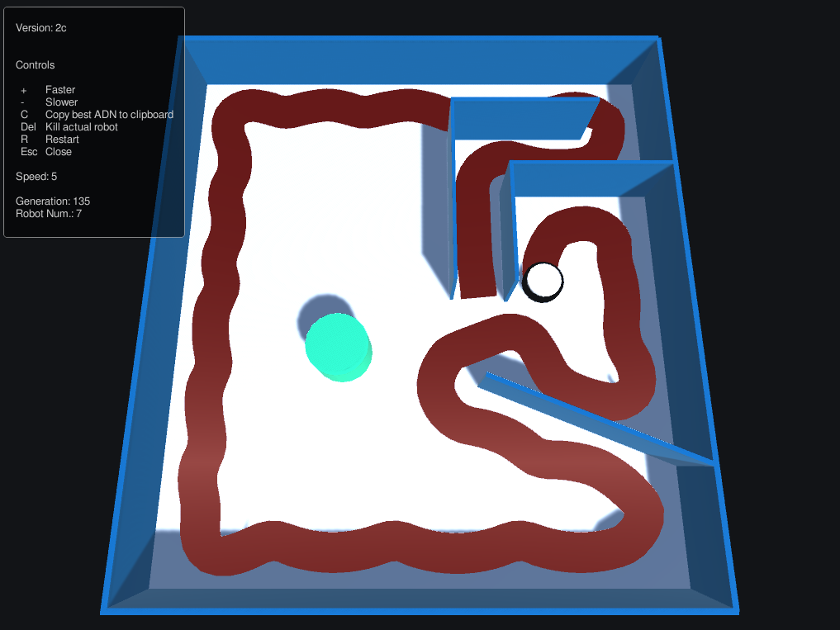 Version: 2c
Controls
+ Faster
- Slower
C Copy best ADN to clipboard
Del Kill actual robot
R Restart
Esc Close
Speed: 5
Generation: 135
Robot Num.: 7